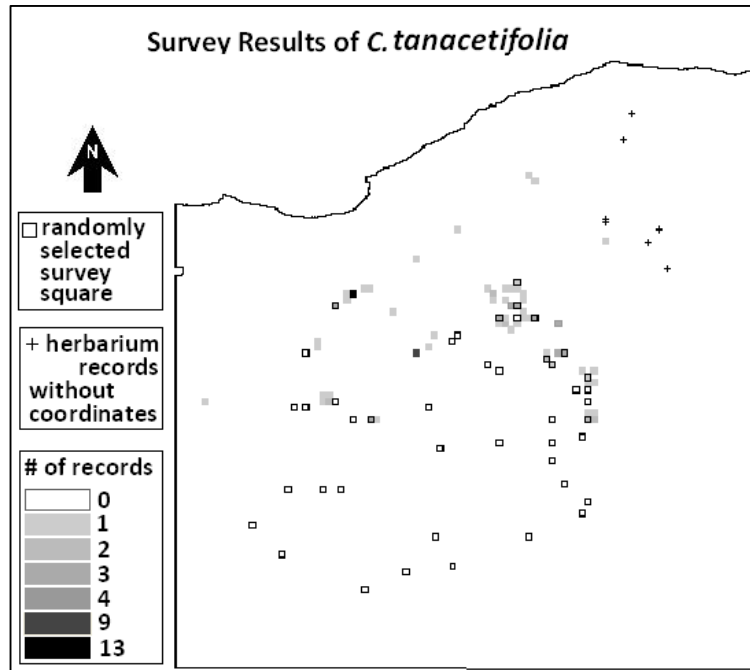 Survey Results of C. tanacetifolia
N
randomly
selected
survey
square
+ herbarium
records
without
coordinates
# of records
0
1
2
3
4
9
13